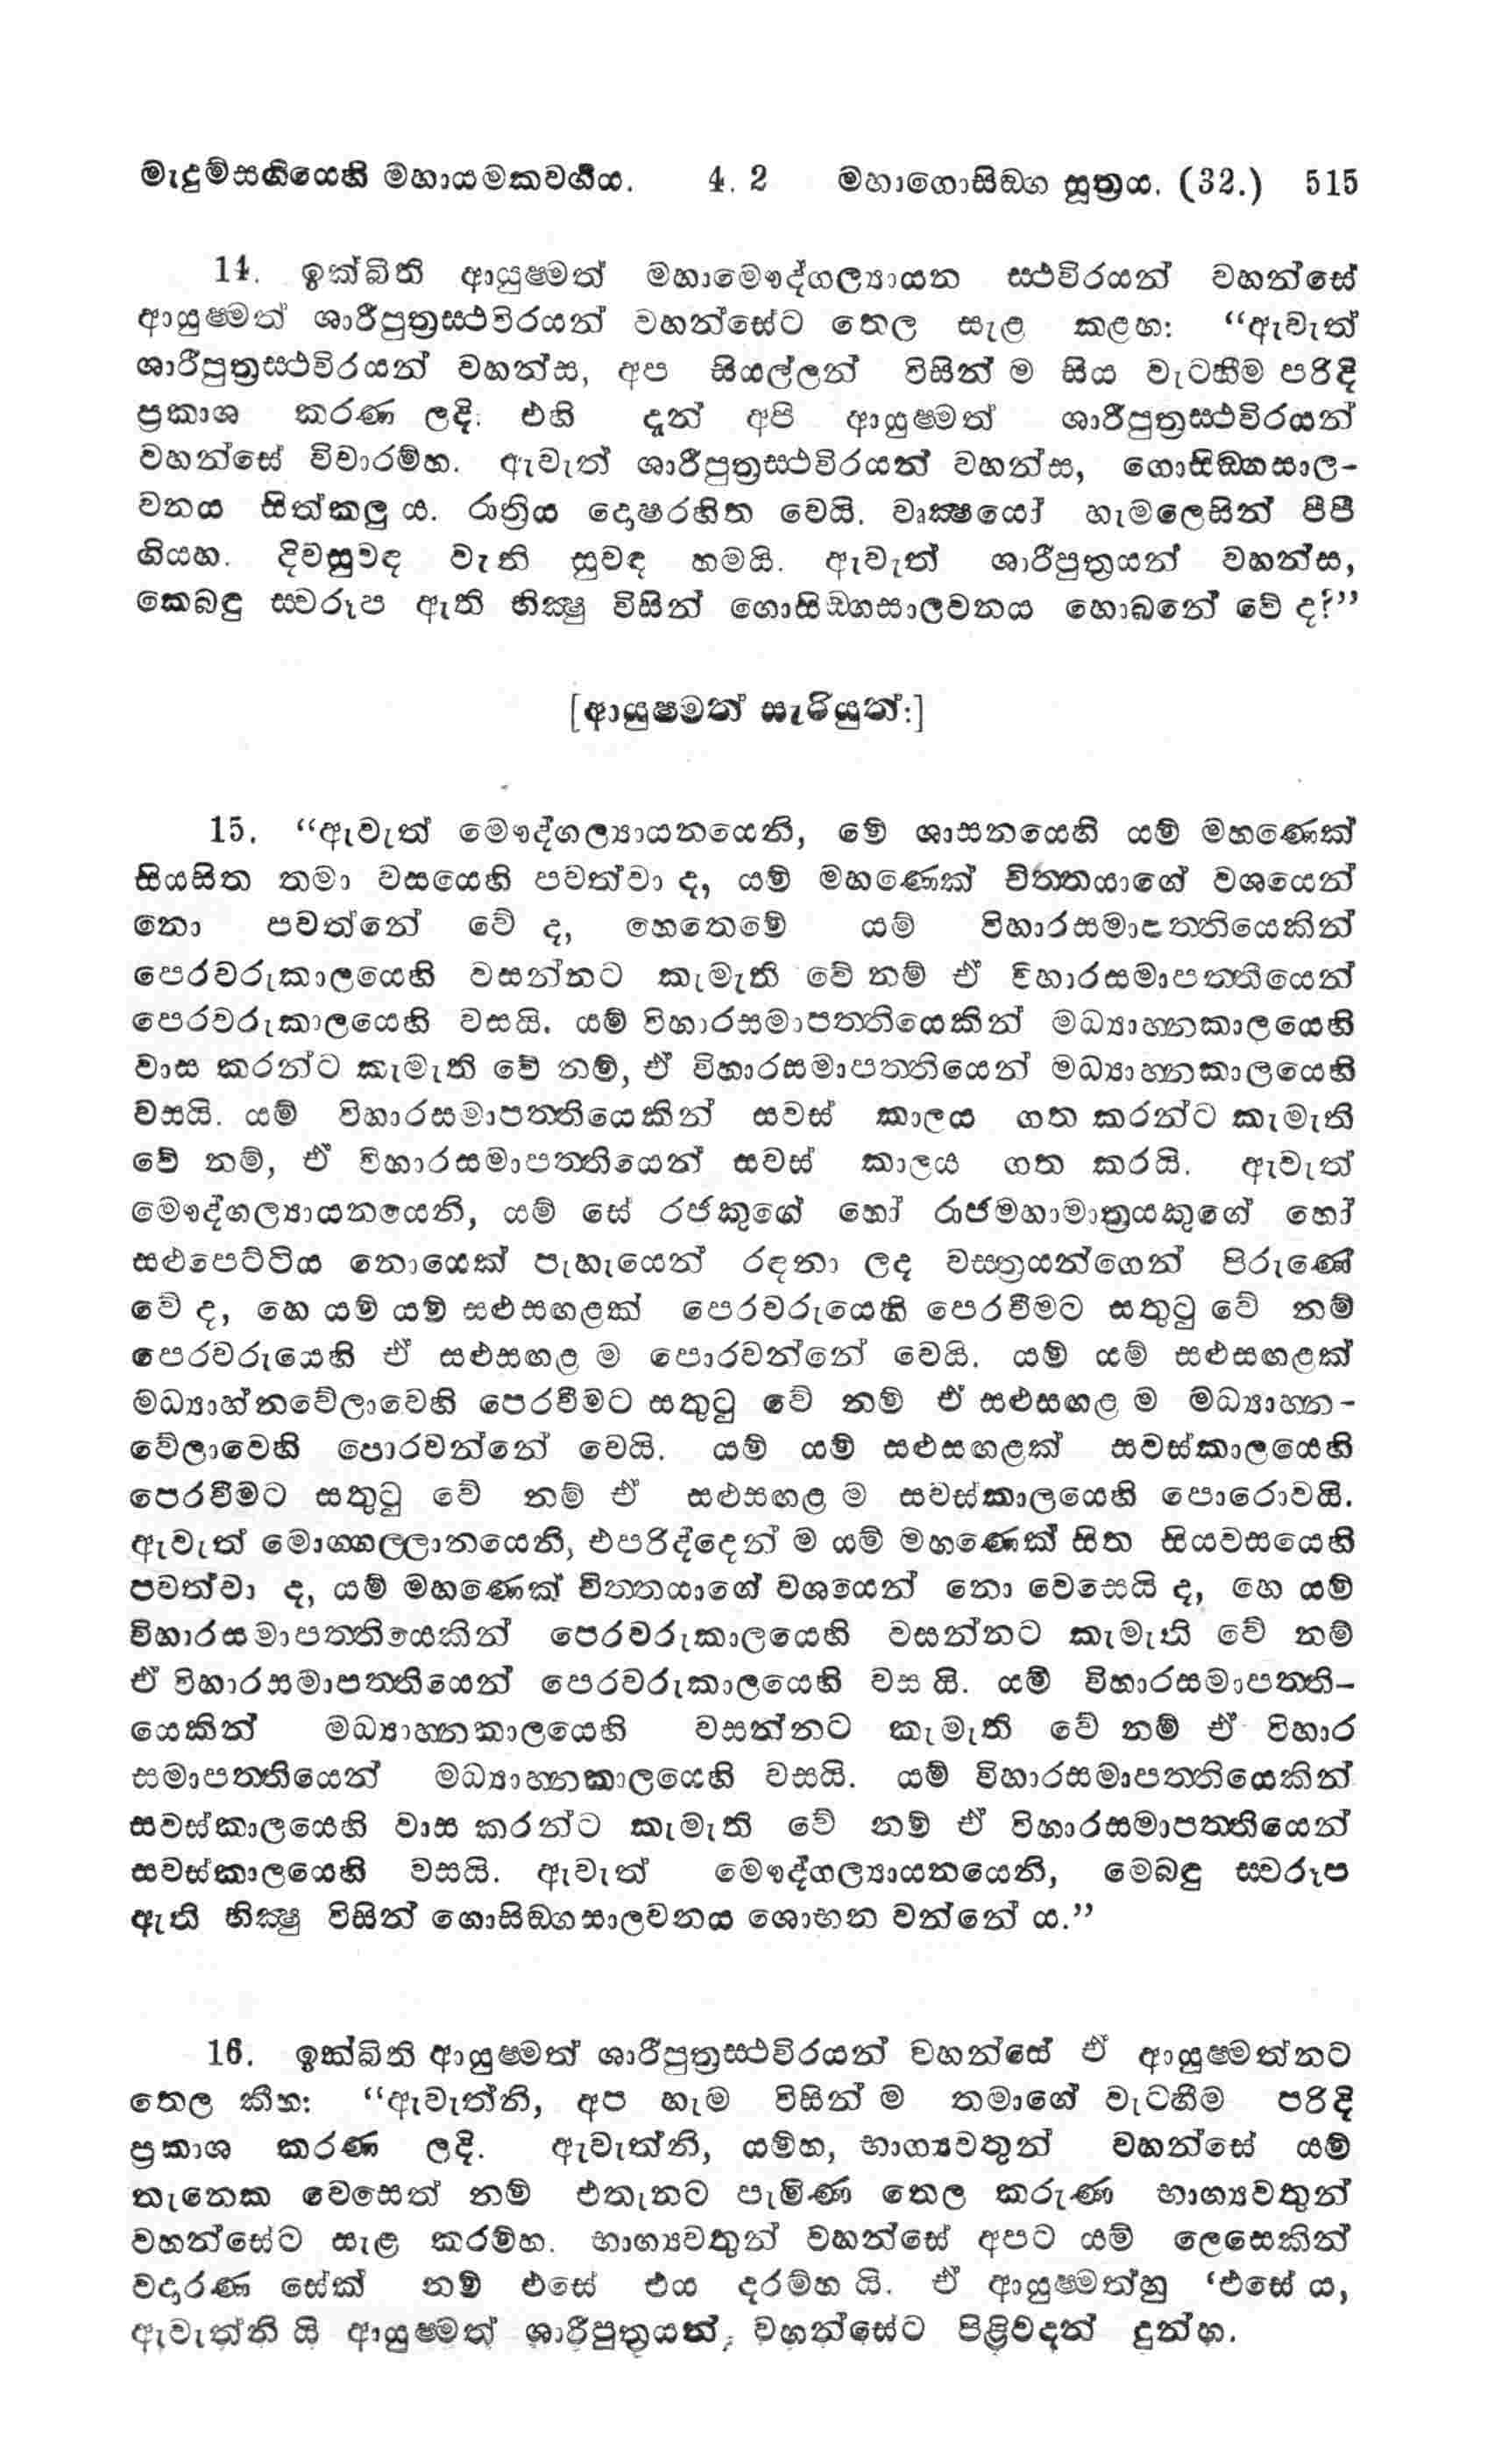 මැදුම්සඟියෙහි මහායමකවර්‍ගය. 4. 2 මහාගොසිඞ්ග සූත්‍රය. (32.) 515
14. ඉක්බිති ආයුෂ්මත් මහාමෞද්ගල්‍යායන ස්ථවිරයන් වහන්සේ
ආයුෂ්මත් ශාරීපුත්‍රස්ථවිරයන් වහන්සේට තෙල සැළ කළහ: “ඇවැත්
ශාරීපුත්‍රස්ථවිරයන් වහන්ස, අප සියල්ලන් විසින් ම සිය වැටහීම පරිදි
ප්‍රකාශ කරණ ලදි. එහි දැන් අපි ආයුෂ්මත් ශාරීපුත්‍රස්ථවිරයන්
වහන්සේ විචාරම්හ. ඇවැත් ශාරීපුත්‍රස්ථවිරයන් වහන්ස, ගොසිඞ්ගසාල-
වනය සිත්කලු ය. රාත්‍රිය දොෂරහිත වෙයි. වෘක්‍ෂයෝ හැමලෙසින් පීපී
ගියහ. දිවසුවඳ වැනි සුවඳ හමයි. ඇවැත් ශාරීපුත්‍රයන් වහන්ස,
කෙබඳු ස්වරූප ඇති භික්‍ෂු විසින් ගොසිඞ්ගසාලවනය හොබනේ වේ ද?”
[ආයුෂ්මත් සැරියුත්:]
15. “ඇවැත් මෞද්ගල්‍යායනයෙනි, මේ ශාසනයෙහි යම් මහණෙක්
සියසිත තමා වසයෙහි පවත්වා ද, යම් මහණෙක් චිත්තයාගේ වශයෙන්
නො පවත්නේ වේ ද, හෙතෙමේ යම් විහාරසමාපත්තියෙකින්
පෙරවරුකාලයෙහි වසන්නට කැමැති වේ නම් ඒ විහාරසමාපත්තියෙන්
පෙරවරුකාලයෙහි වසයි. යම් විහාරසමාපත්තියෙකින් මධ්‍යාහ්නකාලයෙහි
වාස කරන්ට කැමැති වේ නම්, ඒ විහාරසමාපත්තියෙන් මධ්‍යාහ්නකාලයෙහි
වසයි. යම් විහාරසමාපත්තියෙකින් සවස් කාලය ගත කරන්ට කැමැති
වේ නම්, ඒ විහාරසමාපත්තියෙන් සවස් කාලය ගත කරයි. ඇවැත්
මෞද්ගල්‍යායනයෙනි, යම් සේ රජකුගේ හෝ රාජමහාමාත්‍රයකුගේ හෝ
සළුපෙට්ටිය නොයෙක් පැහැයෙන් රඳනා ලද වස්ත්‍රයන්ගෙන් පිරුණේ
වේ ද, හෙ යම් යම් සළුසඟළක් පෙරවරුයෙහි පෙරවීමට සතුටු වේ නම්
පෙරවරුයෙහි ඒ සළුසඟළ ම පොරවන්නේ වෙයි. යම් යම් සළුසඟළක්
මධ්‍යාහ්නවේලාවෙහි පෙරවීමට සතුටු වේ නම් ඒ සළුසඟළ ම මධ්‍යාහ්න-
වේලාවෙහි පොරවන්නේ වෙයි. යම් යම් සළුසඟළක් සවස්කාලයෙහි
පෙරවීමට සතුටු වේ නම් ඒ සළුසඟළ ම සවස්කාලයෙහි පොරොවයි.
ඇවැත් මොග්ගල්ලානයෙනි, එපරිද්දෙන් ම යම් මහණෙක් සිත සියවසයෙහි
පවත්වා ද, යම් මහණෙක් චිත්තයාගේ වශයෙන් නො වෙසෙයි ද, හෙ යම්
විහාරසමාපත්තියෙකින් පෙරවරුකාලයෙහි වසන්නට කැමැති වේ නම්
ඒ විහාරසමාපත්තියෙන් පෙරවරුකාලයෙහි වසයි. යම් විහාරසමාපත්ති-
යෙකින් මධ්‍යාහ්නකාලයෙහි වසන්නට කැමැති වේ නම් ඒ විහාර
සමාපත්තියෙන් මධ්‍යාහ්නකාලයෙහි වසයි. යම් විහාරසමාපත්තියෙකින්
සවස්කාලයෙහි වාස කරන්ට කැමැති වේ නම් ඒ විහාරසමාපත්තියෙන්
සවස්කාලයෙහි වසයි. ඇවැත් මෞද්ගල්‍යායනයෙනි, මෙබඳු ස්වරූප
ඇති භික්‍ෂු විසින් ගොසිඞ්ගසාලවනය ශොභන වන්නේ ය.”
16. ඉක්බිති ආයුෂ්මත් ශාරීපුත්‍රස්ථවිරයන් වහන්සේ ඒ ආයුෂ්මත්නට
තෙල කීහ: “ඇවැත්නි, අප හැම විසින් ම තමාගේ වැටහීම පරිදි
ප්‍රකාශ කරණ ලදි. ඇවැත්නි, යම්හ, භාග්‍යවතුන් වහන්සේ යම්
තැනෙක වෙසෙත් නම් එතැනට පැමිණ තෙල කරුණ භාග්‍යවතුන්
වහන්සේට සැළ කරම්හ. භාග්‍යවතුන් වහන්සේ අපට යම් ලෙසෙකින්
වදාරණ සේක් නම් එසේ එය දරම්හ යි. ඒ ආයුෂ්මත්හු ‘එසේ ය,
ඇවැත්නි යි ආයුෂ්මත් ශාරීපුත්‍රයන් වහන්සේට පිළිවදන් දුන්හ.